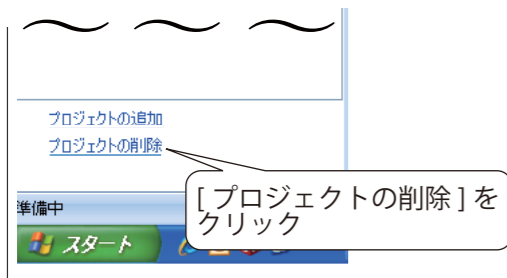 プロジェクトの追加
プロジェクトの削除
[ プロジェクトの削除 ] を
クリック
準備中
スタート